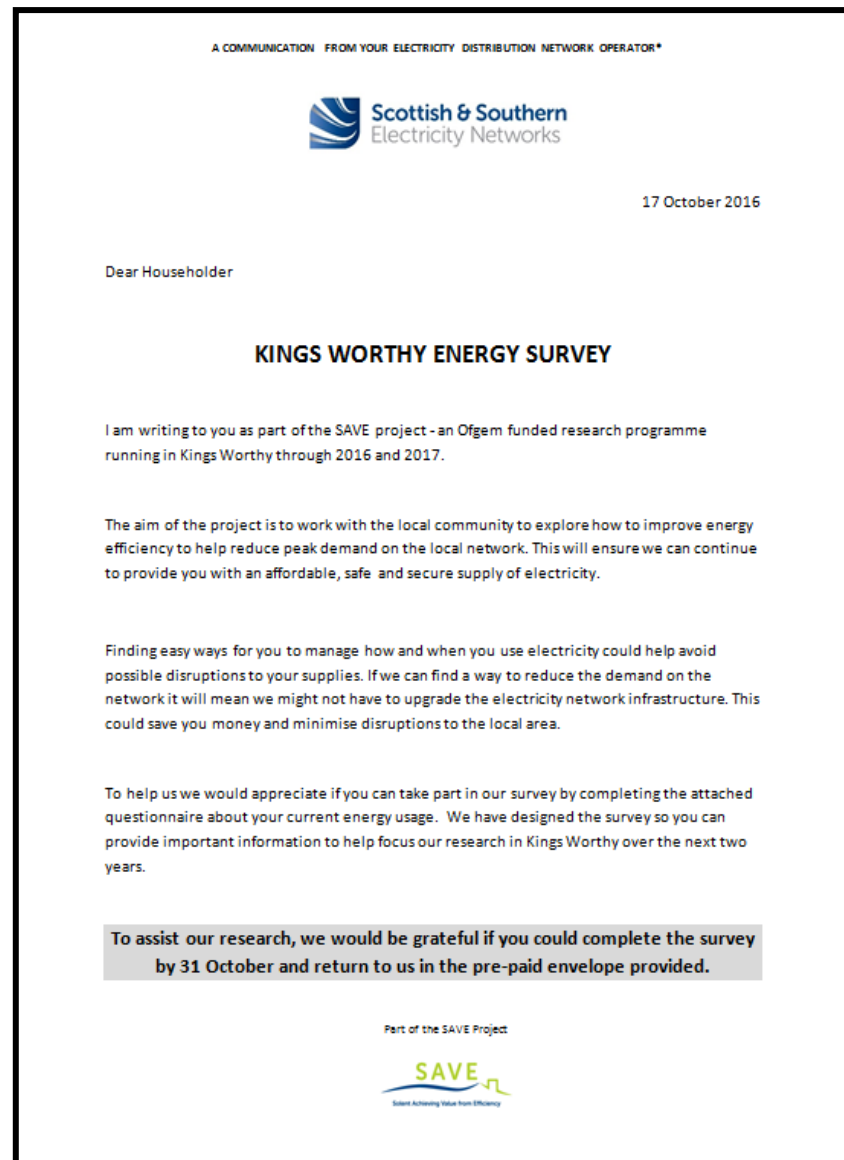 A COMMUNICATION FROM YOUR ELECTRICITY DISTRIBUTION NETWORK OPERATOR*
Scottish & Southern
Electricity Networks
17 October 2016
Dear Householder
KINGS WORTHY ENERGY SURVEY
I am writing to you as part of the SAVE project - an Ofgem funded research programme
running in Kings Worthy through 2016 and 2017.
The aim of the project is to work with the local community to explore how to improve energy
efficiency to help reduce peak demand on the local network. This will ensure we can continue
to provide you with an affordable, safe and secure supply of electricity.
Finding easy ways for you to manage how and when you use electricity could help avoid
possible disruptions to your supplies. If we can find a way to reduce the demand on the
network it will mean we might not have to upgrade the electricity network infrastructure. This
could save you money and minimise disruptions to the local area.
To help us we would appreciate if you can take part in our survey by completing the attached
questionnaire about your current energy usage. We have designed the survey so you can
provide important information to help focus our research in Kings Worthy over the next two
years.
To assist our research, we would be grateful if you could complete the survey
by 31 October and return to us in the pre-paid envelope provided.
Part of the SAVE Project
SAVE
Solent Achieving Value from Efficiency